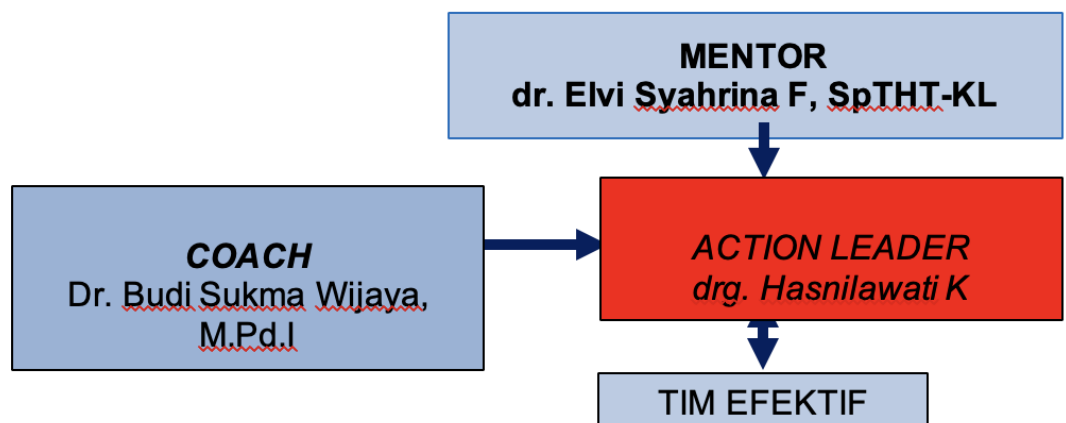 MENTOR
dr. Elvi Syahrina F, SpTHT-KL
COACH
Dr. Budi Sukma Wijaya,
M.Pd.I
ACTION LEADER
drg. Hasnilawati K
TIM EFEKTIF